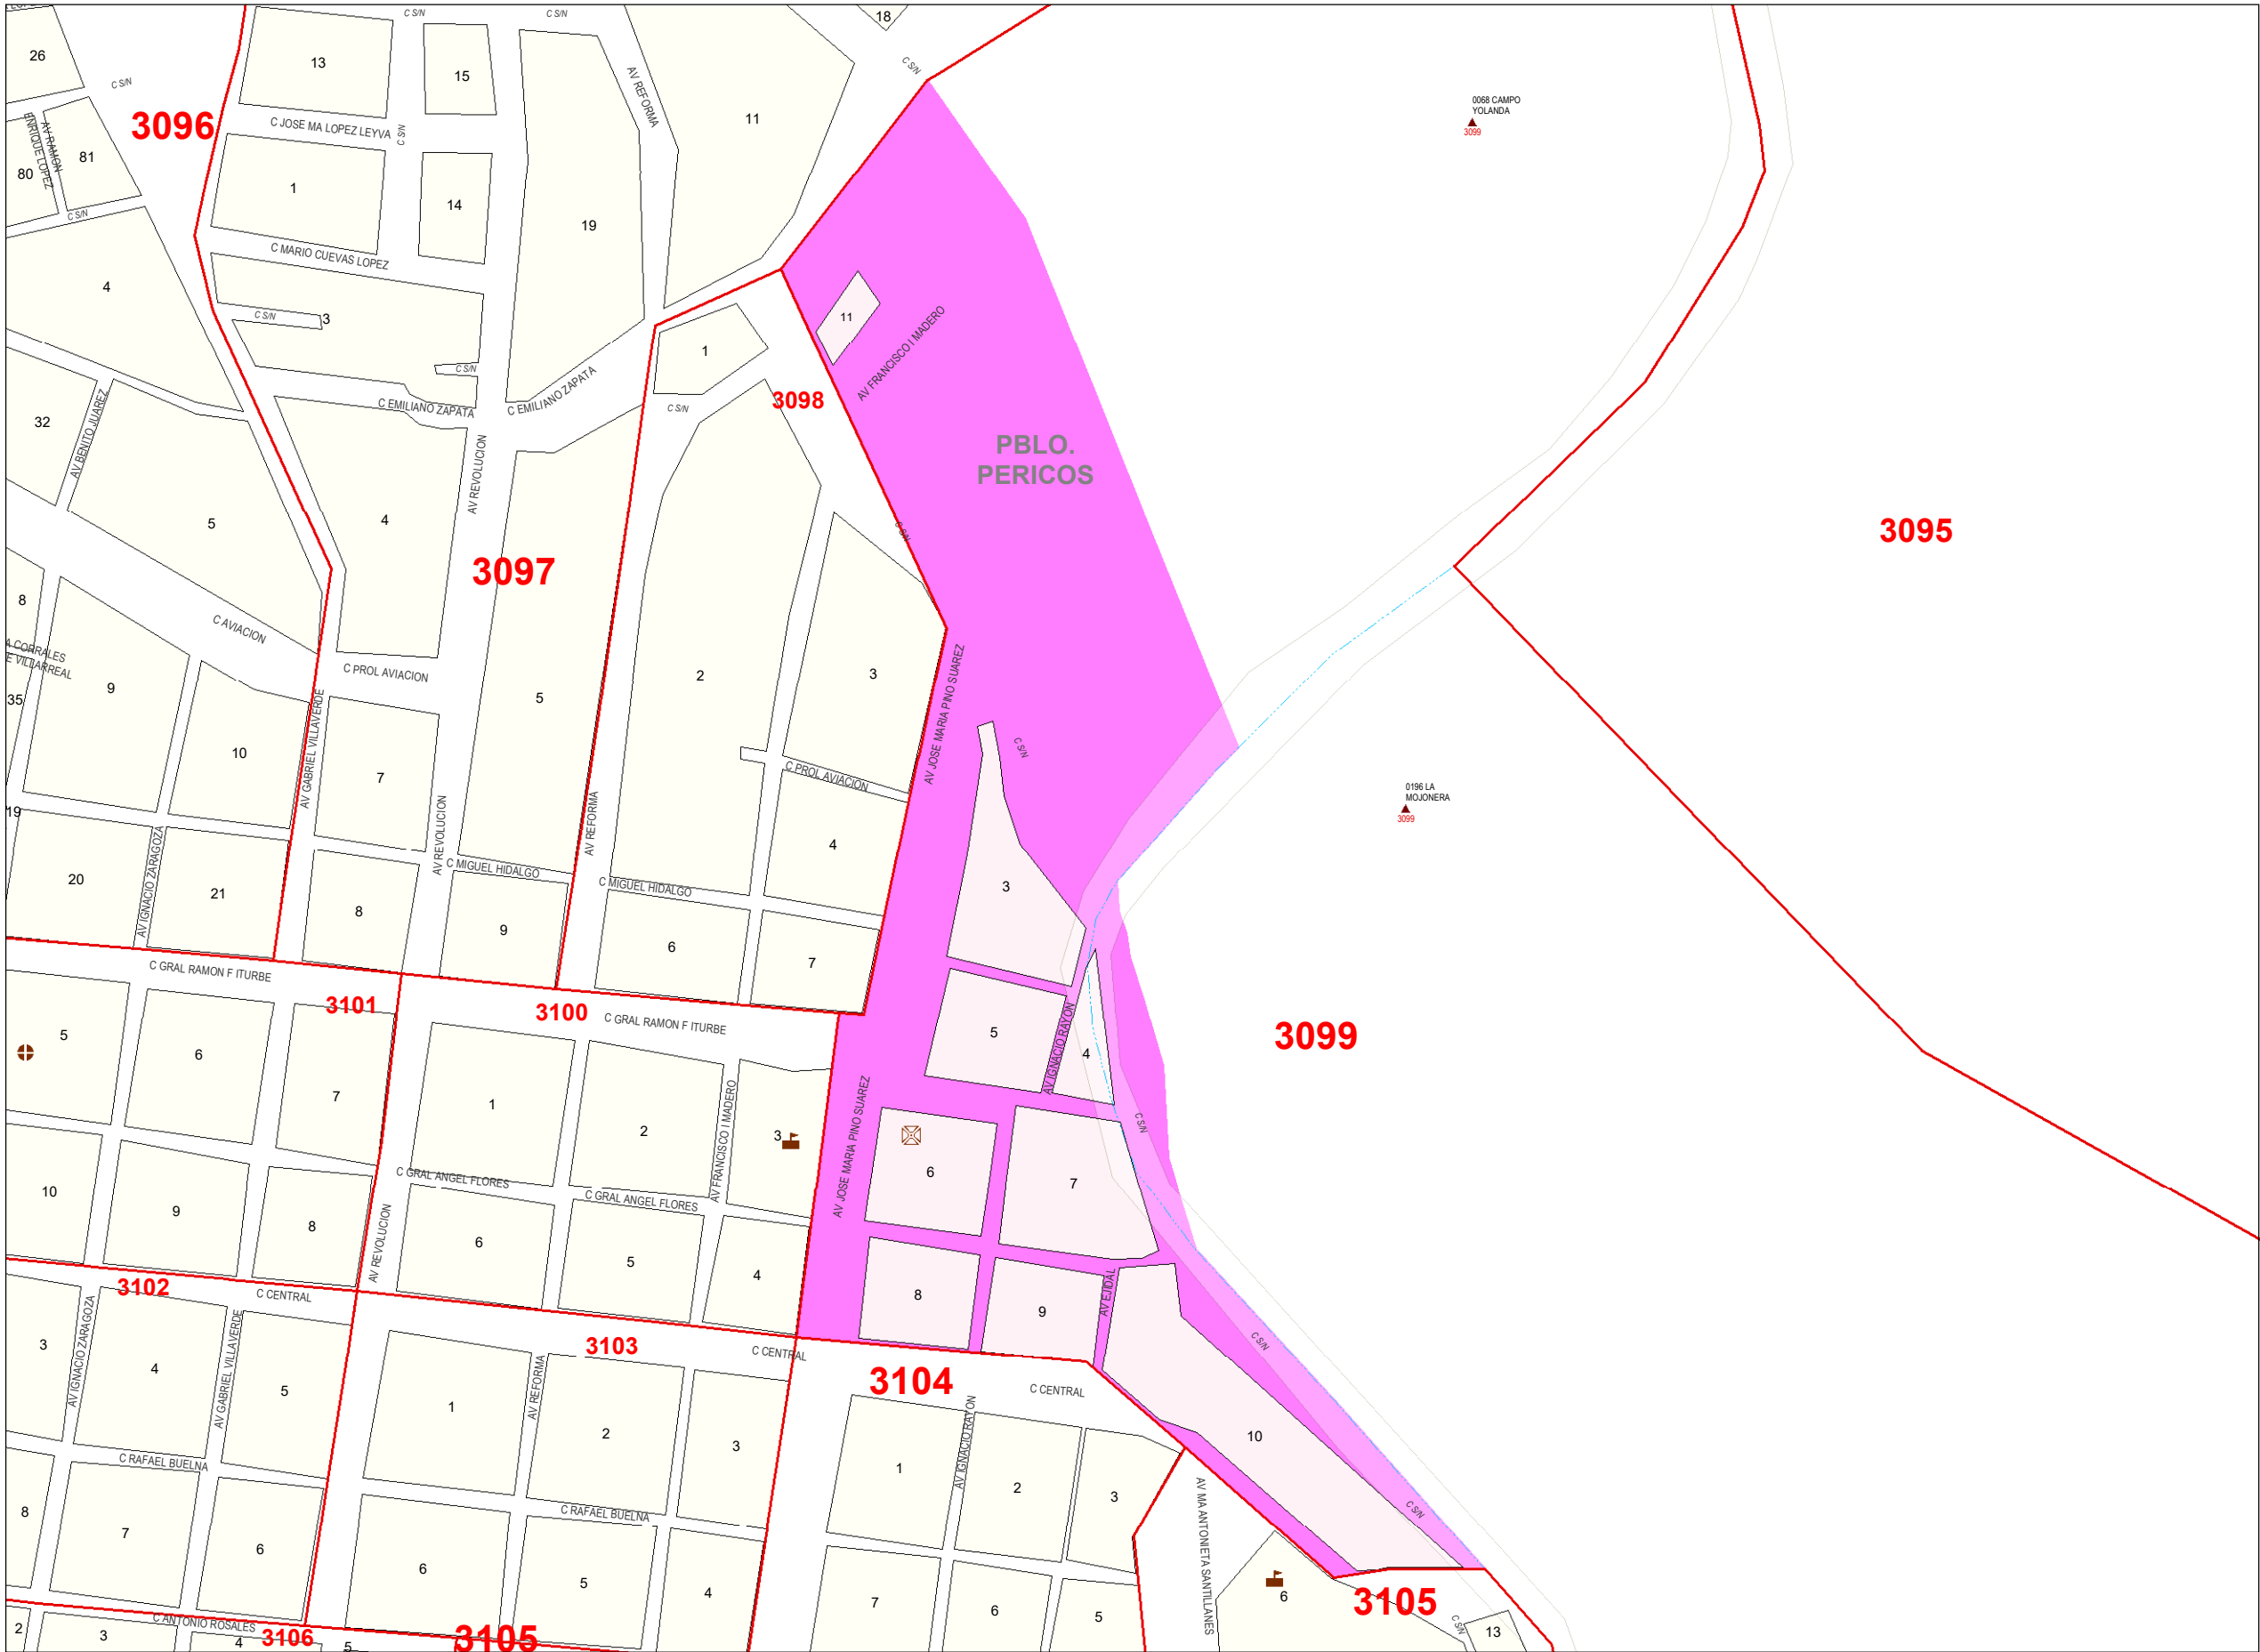 C S/N
C S/N
18
26
13
15
AV REFORMA
C S/N
C S/N
11
0068 CAMPO
YOLANDA
3099
3096
C JOSE MA LOPEZ LEYVA
C S/N
AV RAMON
ENRIQUE LOPEZ
81
80
1
14
19
C S/N
C MARIO CUEVAS LOPEZ
4
C S/N
3
11
AV FRANCISCO I MADERO
1
C S/N
C EMILIANO ZAPATA
C EMILIANO ZAPATA
C S/N
3098
32
AV BENITO JUAREZ
PBLO.
PERICOS
AV REVOLUCION
5
4
C S/N
3095
3097
8
C AVIACION
A CORRALES
E VILLARREAL
C PROL AVIACION
9
2
3
AV JOSE MARIA PINO SUAREZ
35
5
AV GABRIEL VILLAVERDE
10
7
C S/N
C PROL AVIACION
0196 LA
MOJONERA
3099
19
AV REVOLUCION
AV REFORMA
4
C MIGUEL HIDALGO
C MIGUEL HIDALGO
3
20
AV IGNACIO ZARAGOZA
21
8
9
6
7
C GRAL RAMON F ITURBE
3101
3100
C GRAL RAMON F ITURBE
5
AV IGNACIO RAYON
4
3099
5
6
7
1
2
AV FRANCISCO I MADERO
3
AV JOSE MARIA PINO SUAREZ
C S/N
6
7
C GRAL ANGEL FLORES
C GRAL ANGEL FLORES
10
9
8
AV REVOLUCION
6
5
4
8
9
AV EJIDAL
3102
C CENTRAL
3103
C CENTRAL
C S/N
3
AV IGNACIO ZARAGOZA
4
AV GABRIEL VILLAVERDE
5
AV REFORMA
3104
C CENTRAL
1
2
3
AV IGNACIO RAYON
10
C RAFAEL BUELNA
1
2
3
C RAFAEL BUELNA
AV MA ANTONIETA SANTILLANES
C S/N
8
7
6
6
5
4
7
6
5
6
3105
C S/N
13
C ANTONIO ROSALES
2
3
4
3106
5
3105